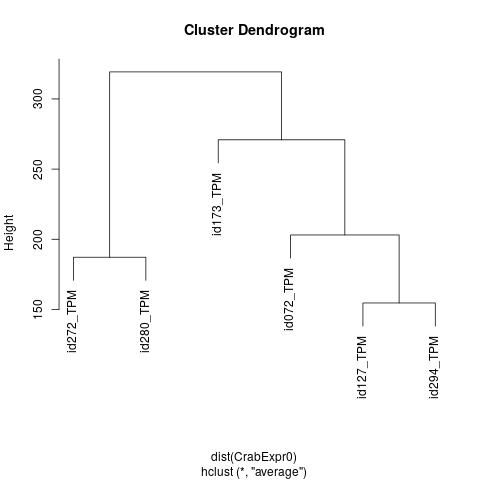 Cluster Dendrogram
Height
300
250
200
150
id272_TPM
id280_TPM
id173_TPM
id072_TPM
id127_TPM
id294_TPM
dist(CrabExpr0)
hclust (*, "average")